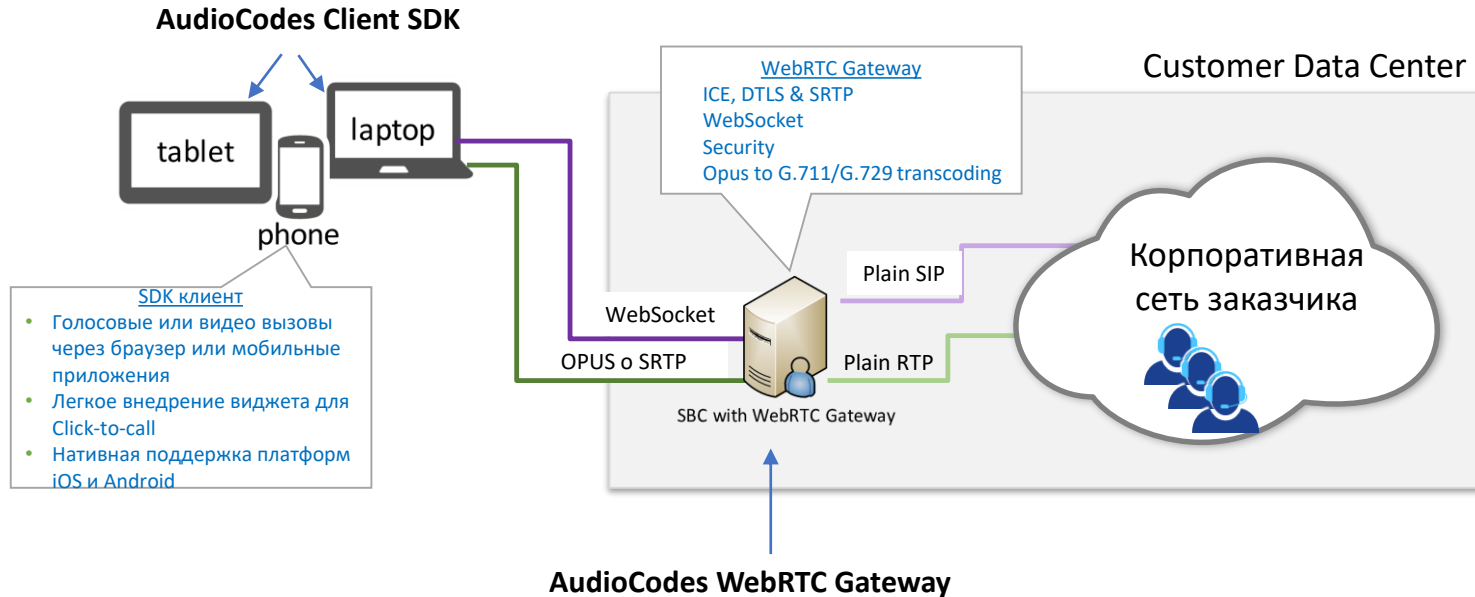 AudioCodes Client SDK
tablet
phone
laptop
SDK клиент
• Голосовые или видео вызовы
через браузер или мобильные
приложения
• Легкое внедрение виджета для
Click-to-call
• Нативная поддержка платформ
iOS и Android
WebRTC Gateway
ICE, DTLS & SRTP
WebSocket
Security
Opus to G.711/G.729 transcoding
Customer Data Center
WebSocket
OPUS o SRTP
Plain SIP
Plain RTP
SBC with WebRTC Gateway
Корпоративная
сеть заказчика
AudioCodes WebRTC Gateway